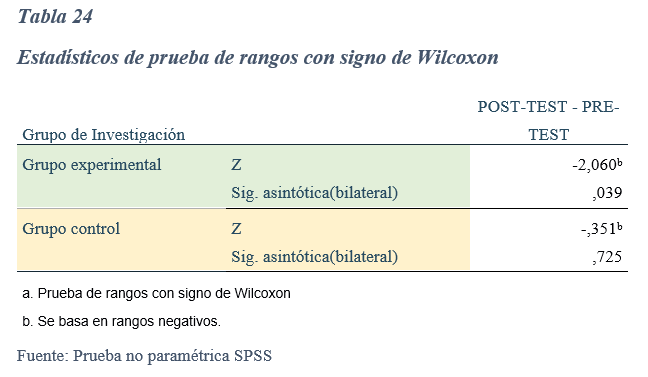 Tabla 24
Estadísticos de prueba de rangos con signo de Wilcoxon
POST-TEST - PRE-
Grupo de Investigación TEST
Grupo experimental Z -2,060ᵇ
Sig. asintótica(bilateral) ,039
Grupo control Z -,351ᵇ
Sig. asintótica(bilateral) ,725
a. Prueba de rangos con signo de Wilcoxon
b. Se basa en rangos negativos.
Fuente: Prueba no paramétrica SPSS